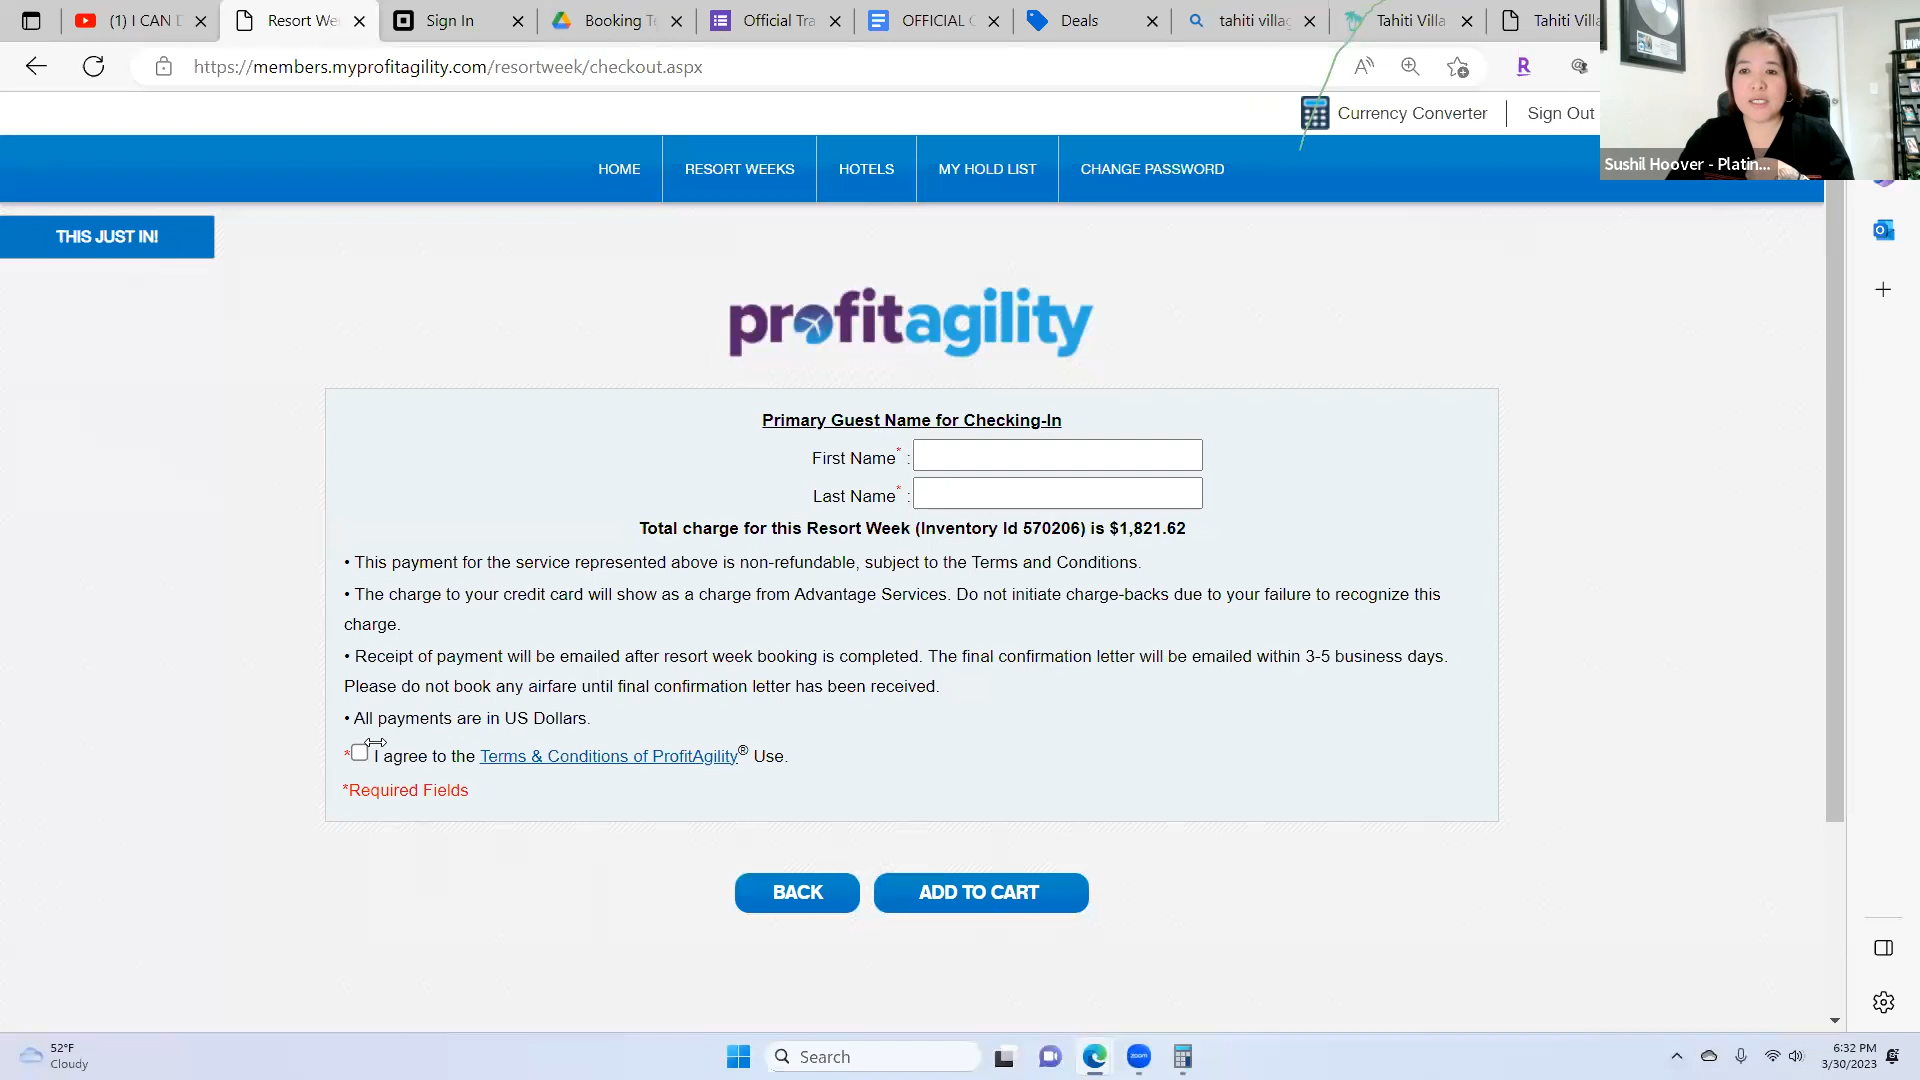 (1) I CAN D
Resort We
Sign In
Booking T
Official Tra
OFFICIAL
Deals
tahiti villag
Tahiti Villa
Tahiti Villa
https://members.myprofitagility.com/resortweek/checkout.aspx
Currency Converter
Sign Out
Sushil Hoover - Platin...
HOME
RESORT WEEKS
HOTELS
MY HOLD LIST
CHANGE PASSWORD
THIS JUST IN!
profitagility
Primary Guest Name for Checking-In
First Name* :
Last Name* :
Total charge for this Resort Week (Inventory Id 570206) is $1,821.62
• This payment for the service represented above is non-refundable, subject to the Terms and Conditions.
• The charge to your credit card will show as a charge from Advantage Services. Do not initiate charge-backs due to your failure to recognize this
charge.
• Receipt of payment will be emailed after resort week booking is completed. The final confirmation letter will be emailed within 3-5 business days.
Please do not book any airfare until final confirmation letter has been received.
• All payments are in US Dollars.
* I agree to the Terms & Conditions of ProfitAgility® Use.
*Required Fields
BACK
ADD TO CART
52°F
Cloudy
Search
zoom
6:32 PM
3/30/2023